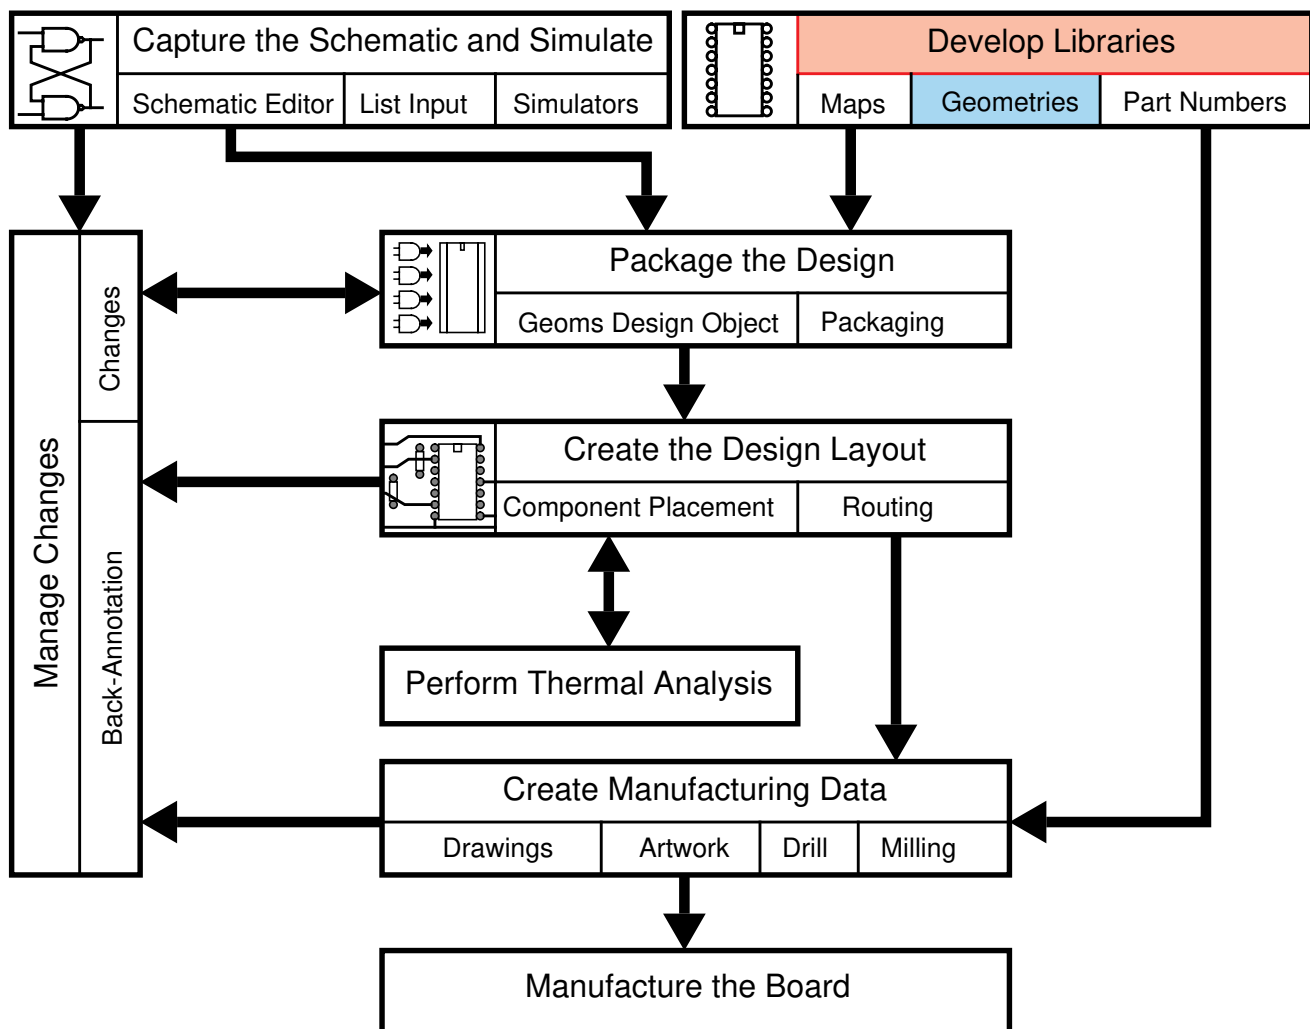 Capture the Schematic and Simulate
Schematic Editor
List Input
Simulators
Develop Libraries
Maps
Geometries
Part Numbers
Manage Changes
Changes
Back-Annotation
Package the Design
Geoms Design Object
Packaging
Create the Design Layout
Component Placement
Routing
Perform Thermal Analysis
Create Manufacturing Data
Drawings
Artwork
Drill
Milling
Manufacture the Board